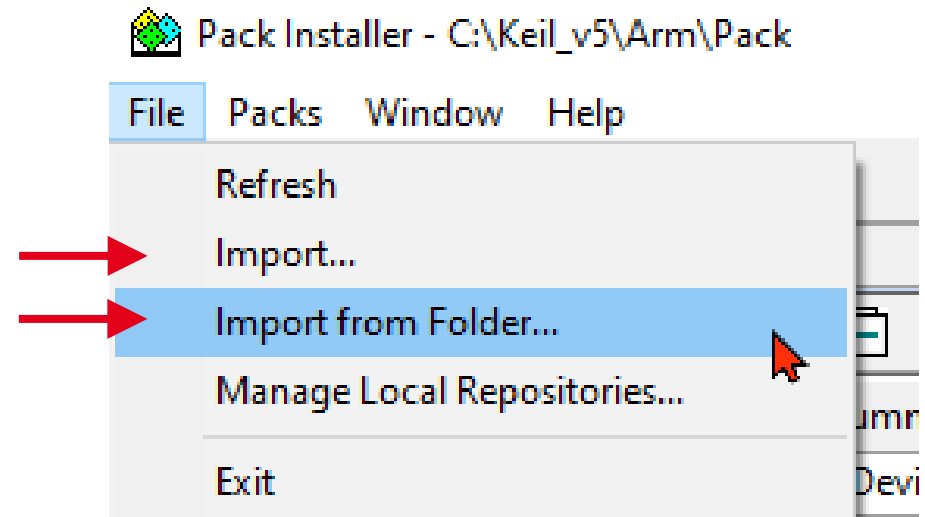 Pack Installer - C:\Keil_v5\Arm\Pack
File Packs Window Help
Refresh
Import...
Import from Folder...
Manage Local Repositories...
Exit